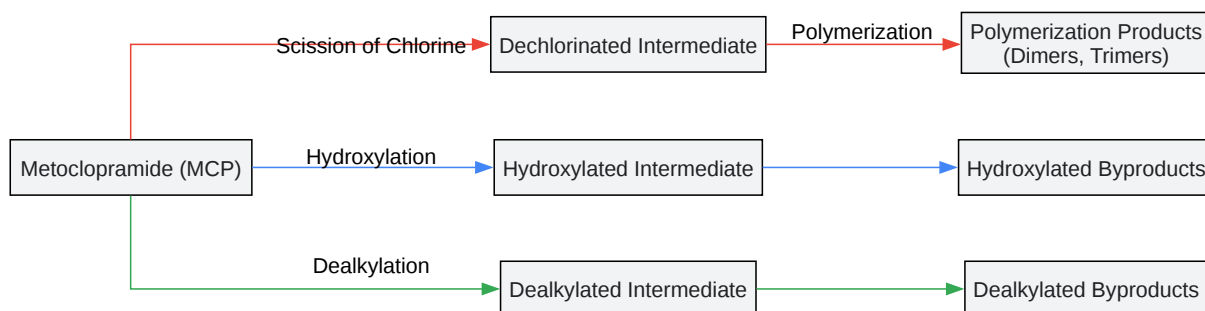 Scission of Chlorine
Dechlorinated Intermediate
Polymerization
Polymerization Products
(Dimers, Trimers)
Metoclopramide (MCP)
Hydroxylation
Hydroxylated Intermediate
Hydroxylated Byproducts
Dealkylation
Dealkylated Intermediate
Dealkylated Byproducts